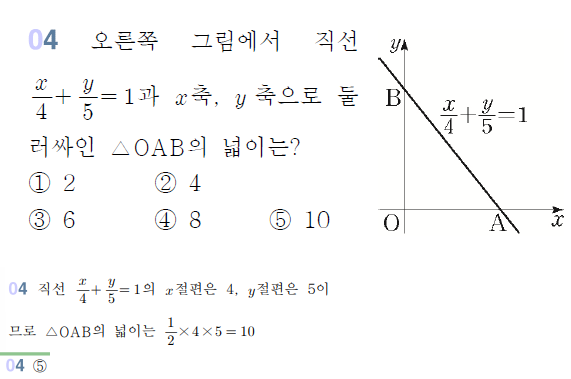 04 오른쪽 그림에서 직선
x/4 + y/5 = 1과 x축, y축으로 둘
러싸인 △OAB의 넓이는?
① 2 ② 4
③ 6 ④ 8 ⑤ 10
y
B
x/4 + y/5 = 1
O A x
04 직선 x/4 + y/5 = 1의 x절편은 4, y절편은 5이
므로 △OAB의 넓이는 1/2 × 4 × 5 = 10
04 ⑤